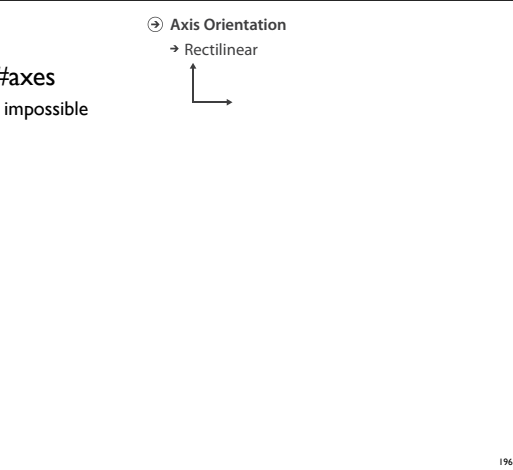 Axis Orientation
Rectilinear
#axes
impossible
196